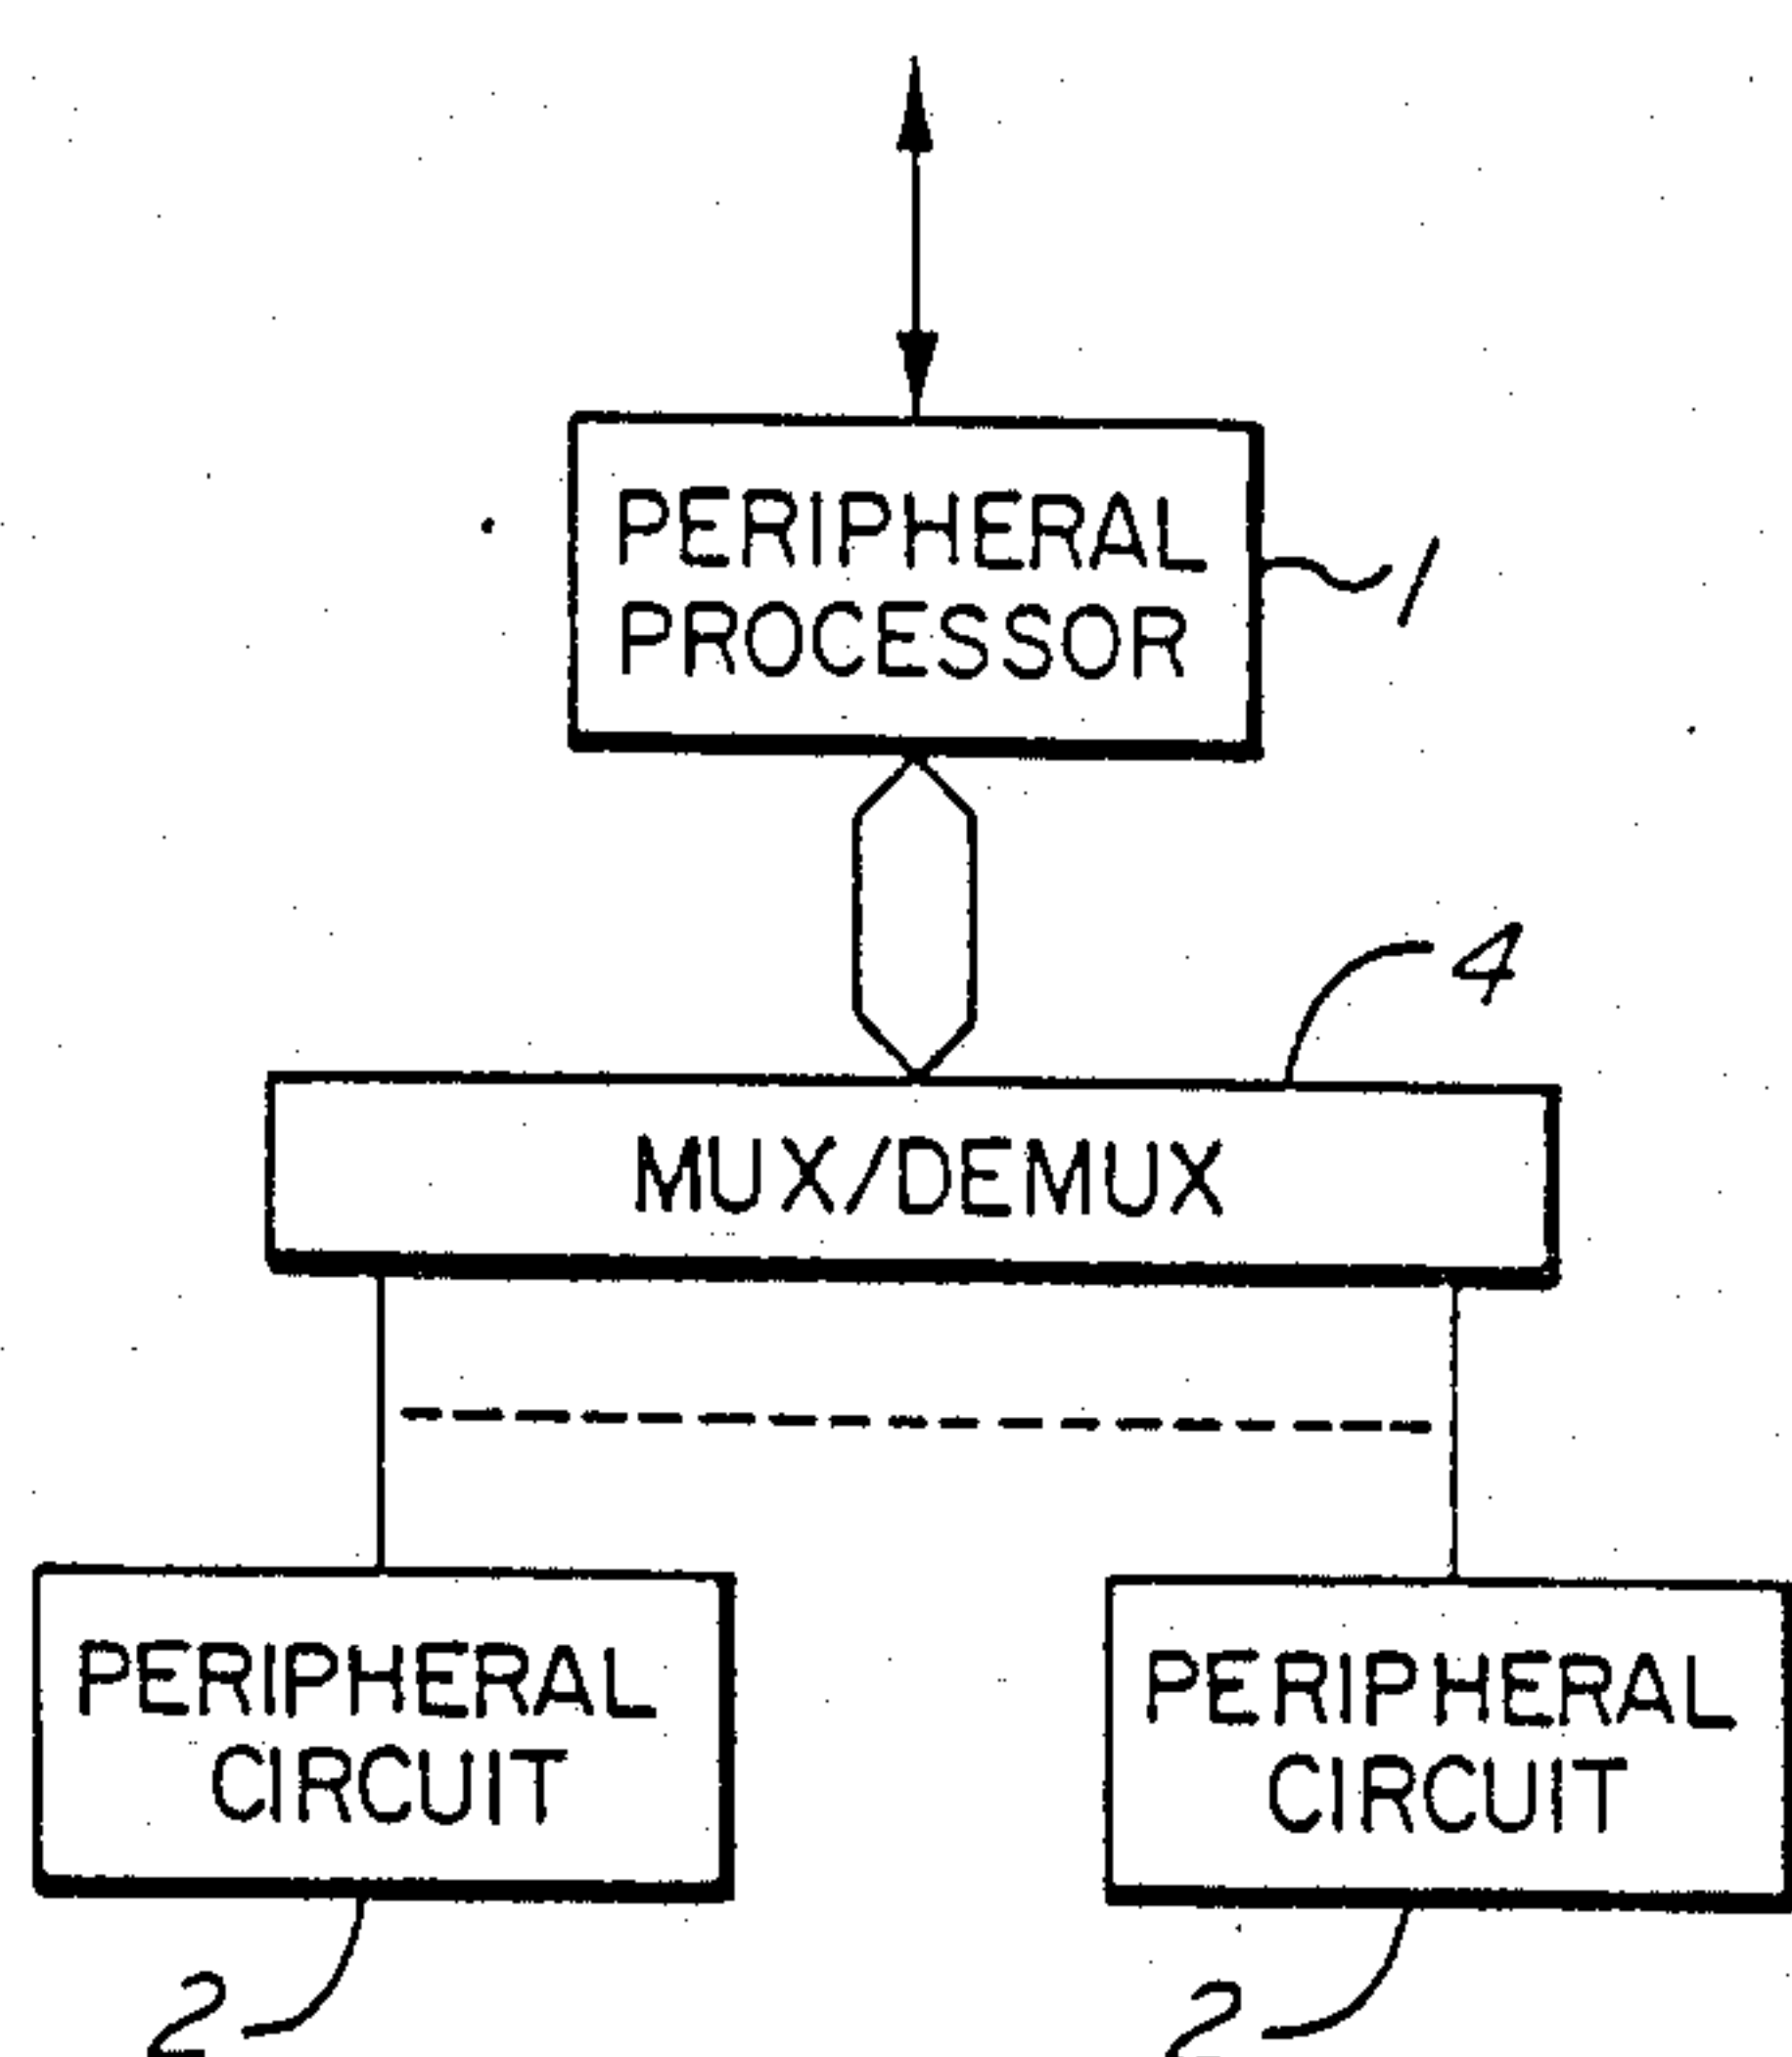 PERIPHERAL
PROCESSOR
1
4
MUX/DEMUX
PERIPHERAL
CIRCUIT
PERIPHERAL
CIRCUIT
2
2